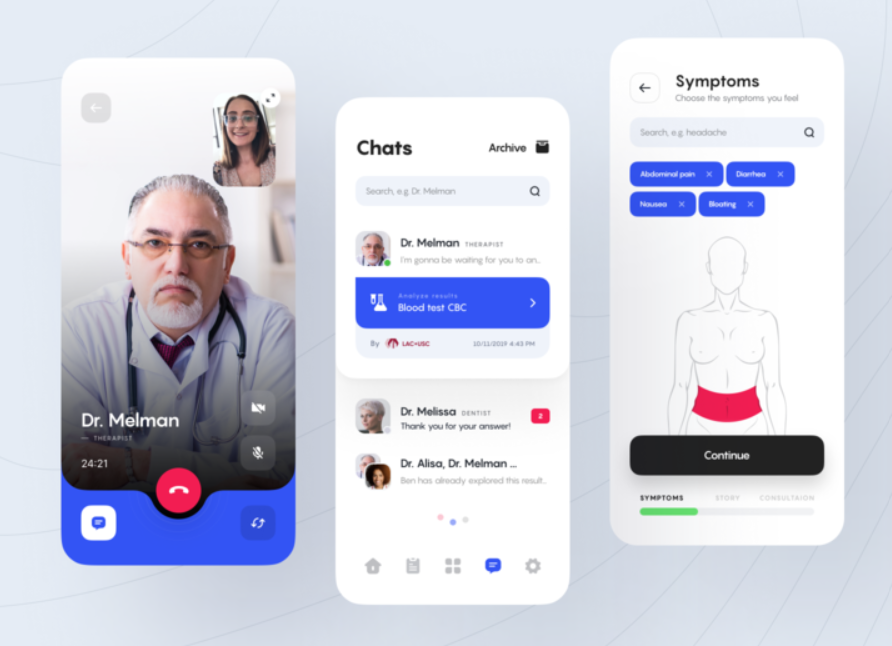 Dr. Melman
THERAPIST
24:21
Chats
Archive
Search, e.g. Dr. Melman
Dr. Melman THERAPIST
I'm gonna be waiting for you to an..
Analyze results
Blood test CBC
By LAC+USC 10/11/2019 4:43 PM
Dr. Melissa DENTIST
2
Thank you for your answer!
Dr. Alisa, Dr. Melman ...
Ben has already explored this result..
Symptoms
Choose the symptoms you feel
Search, e.g. headache
Abdominal pain × Diarrhea ×
Nausea × Bloating ×
Continue
SYMPTOMS STORY CONSULTAION